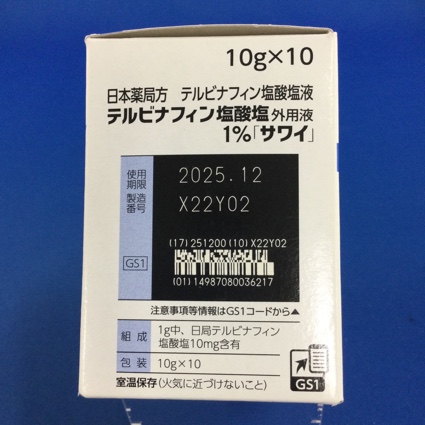 10g×10
日本薬局方 テルビナフィン塩酸塩液
テルビナフィン塩酸塩外用液
1%「サワイ」
使用期限 2025.12
製造番号 X22Y02
(17)251200(10)X22Y02
GS1
(01)14987080036217
注意事項等情報はGS1コードから▲
組成 1g中、日局テルビナフィン
塩酸塩10mg含有
包装 10g×10
室温保存(火気に近づけないこと)
GS1